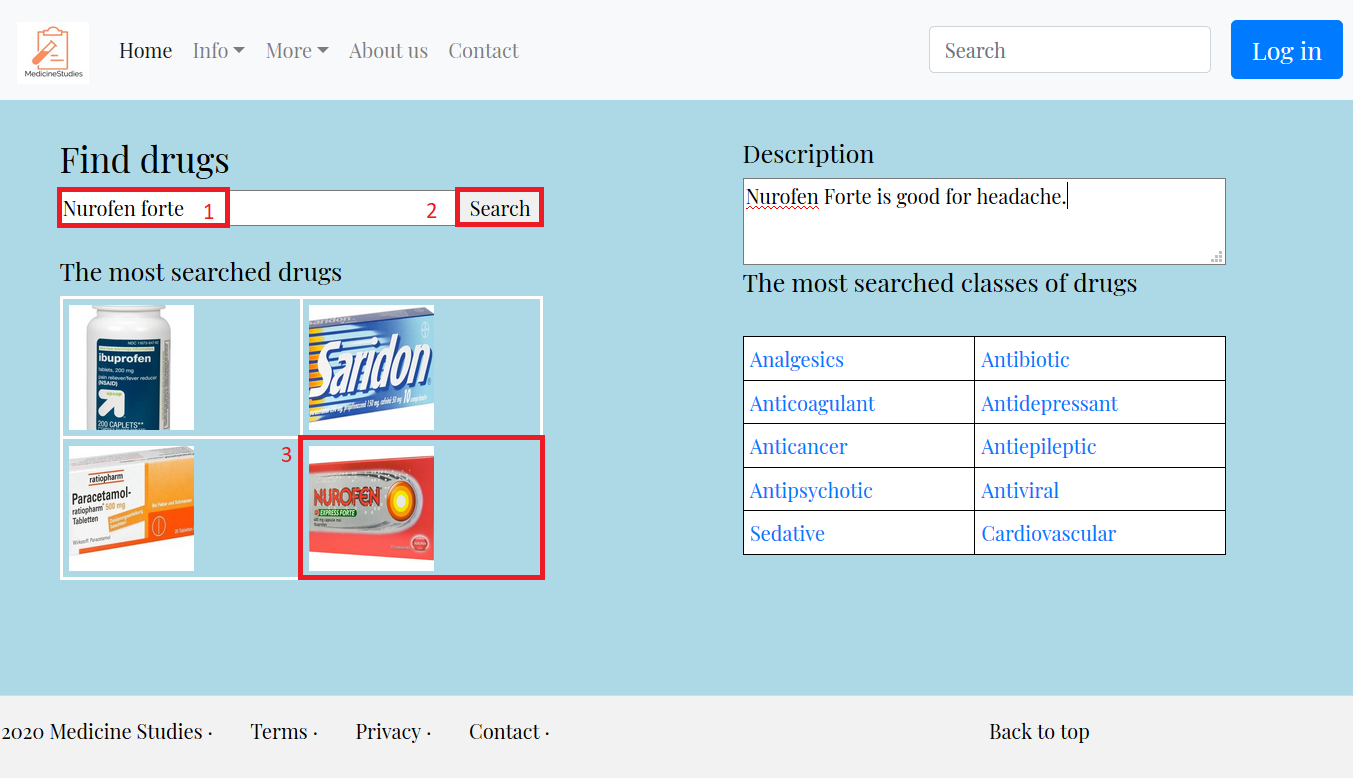 MedicineStudies
Home Info More About us Contact
Search
Log in
Find drugs
Nurofen forte 1 2 Search
The most searched drugs
ibuprofen
tablets, 200 mg
pain reliever/fever reducer
(NSAID)
200 CAPLETS**
Saridon
ratiopharm
Paracetamol-
ratiopharm 500 mg
Tabletten
Wirkstoff: Paracetamol
3
NUROFEN
EXPRESS FORTE
Description
Nurofen Forte is good for headache.
The most searched classes of drugs
Analgesics Antibiotic
Anticoagulant Antidepressant
Anticancer Antiepileptic
Antipsychotic Antiviral
Sedative Cardiovascular
2020 Medicine Studies · Terms · Privacy · Contact · Back to top